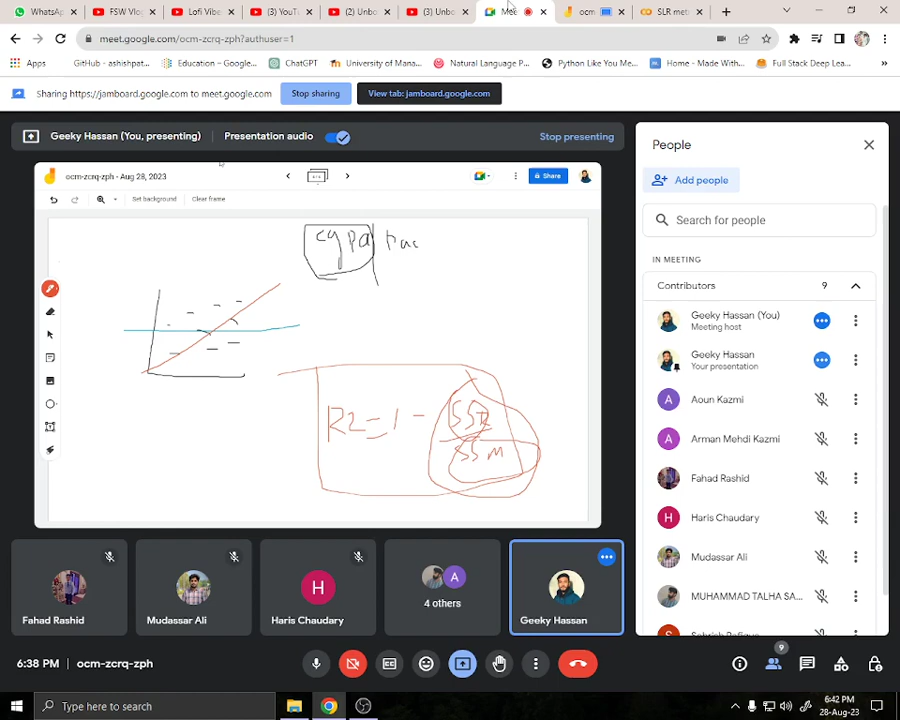 WhatsA
FSW Vlog
Lofi Vibe
(3) YouT
(2) Unbo
(3) Unbo
Mee
ocm
SLR met
meet.google.com/ocm-zcrq-zph?authuser=1
Apps
GitHub - ashishpat...
Education – Google...
ChatGPT
University of Mana...
Natural Language P...
Python Like You Me...
Home - Made With...
Full Stack Deep Lea...
Sharing https://jamboard.google.com to meet.google.com
Stop sharing
View tab: jamboard.google.com
Geeky Hassan (You, presenting)
Presentation audio
Stop presenting
ocm-zcrq-zph - Aug 28, 2023
Share
Set background
Clear frame
cgpa
R2 = 1 - SSR
SSM
People
Add people
Search for people
IN MEETING
Contributors
9
Geeky Hassan (You)
Meeting host
Geeky Hassan
Your presentation
A
Aoun Kazmi
A
Arman Mehdi Kazmi
Fahad Rashid
H
Haris Chaudary
Mudassar Ali
MUHAMMAD TALHA SA...
Fahad Rashid
Mudassar Ali
H
Haris Chaudary
A
4 others
Geeky Hassan
6:38 PM
ocm-zcrq-zph
9
Type here to search
6:42 PM
28-Aug-23